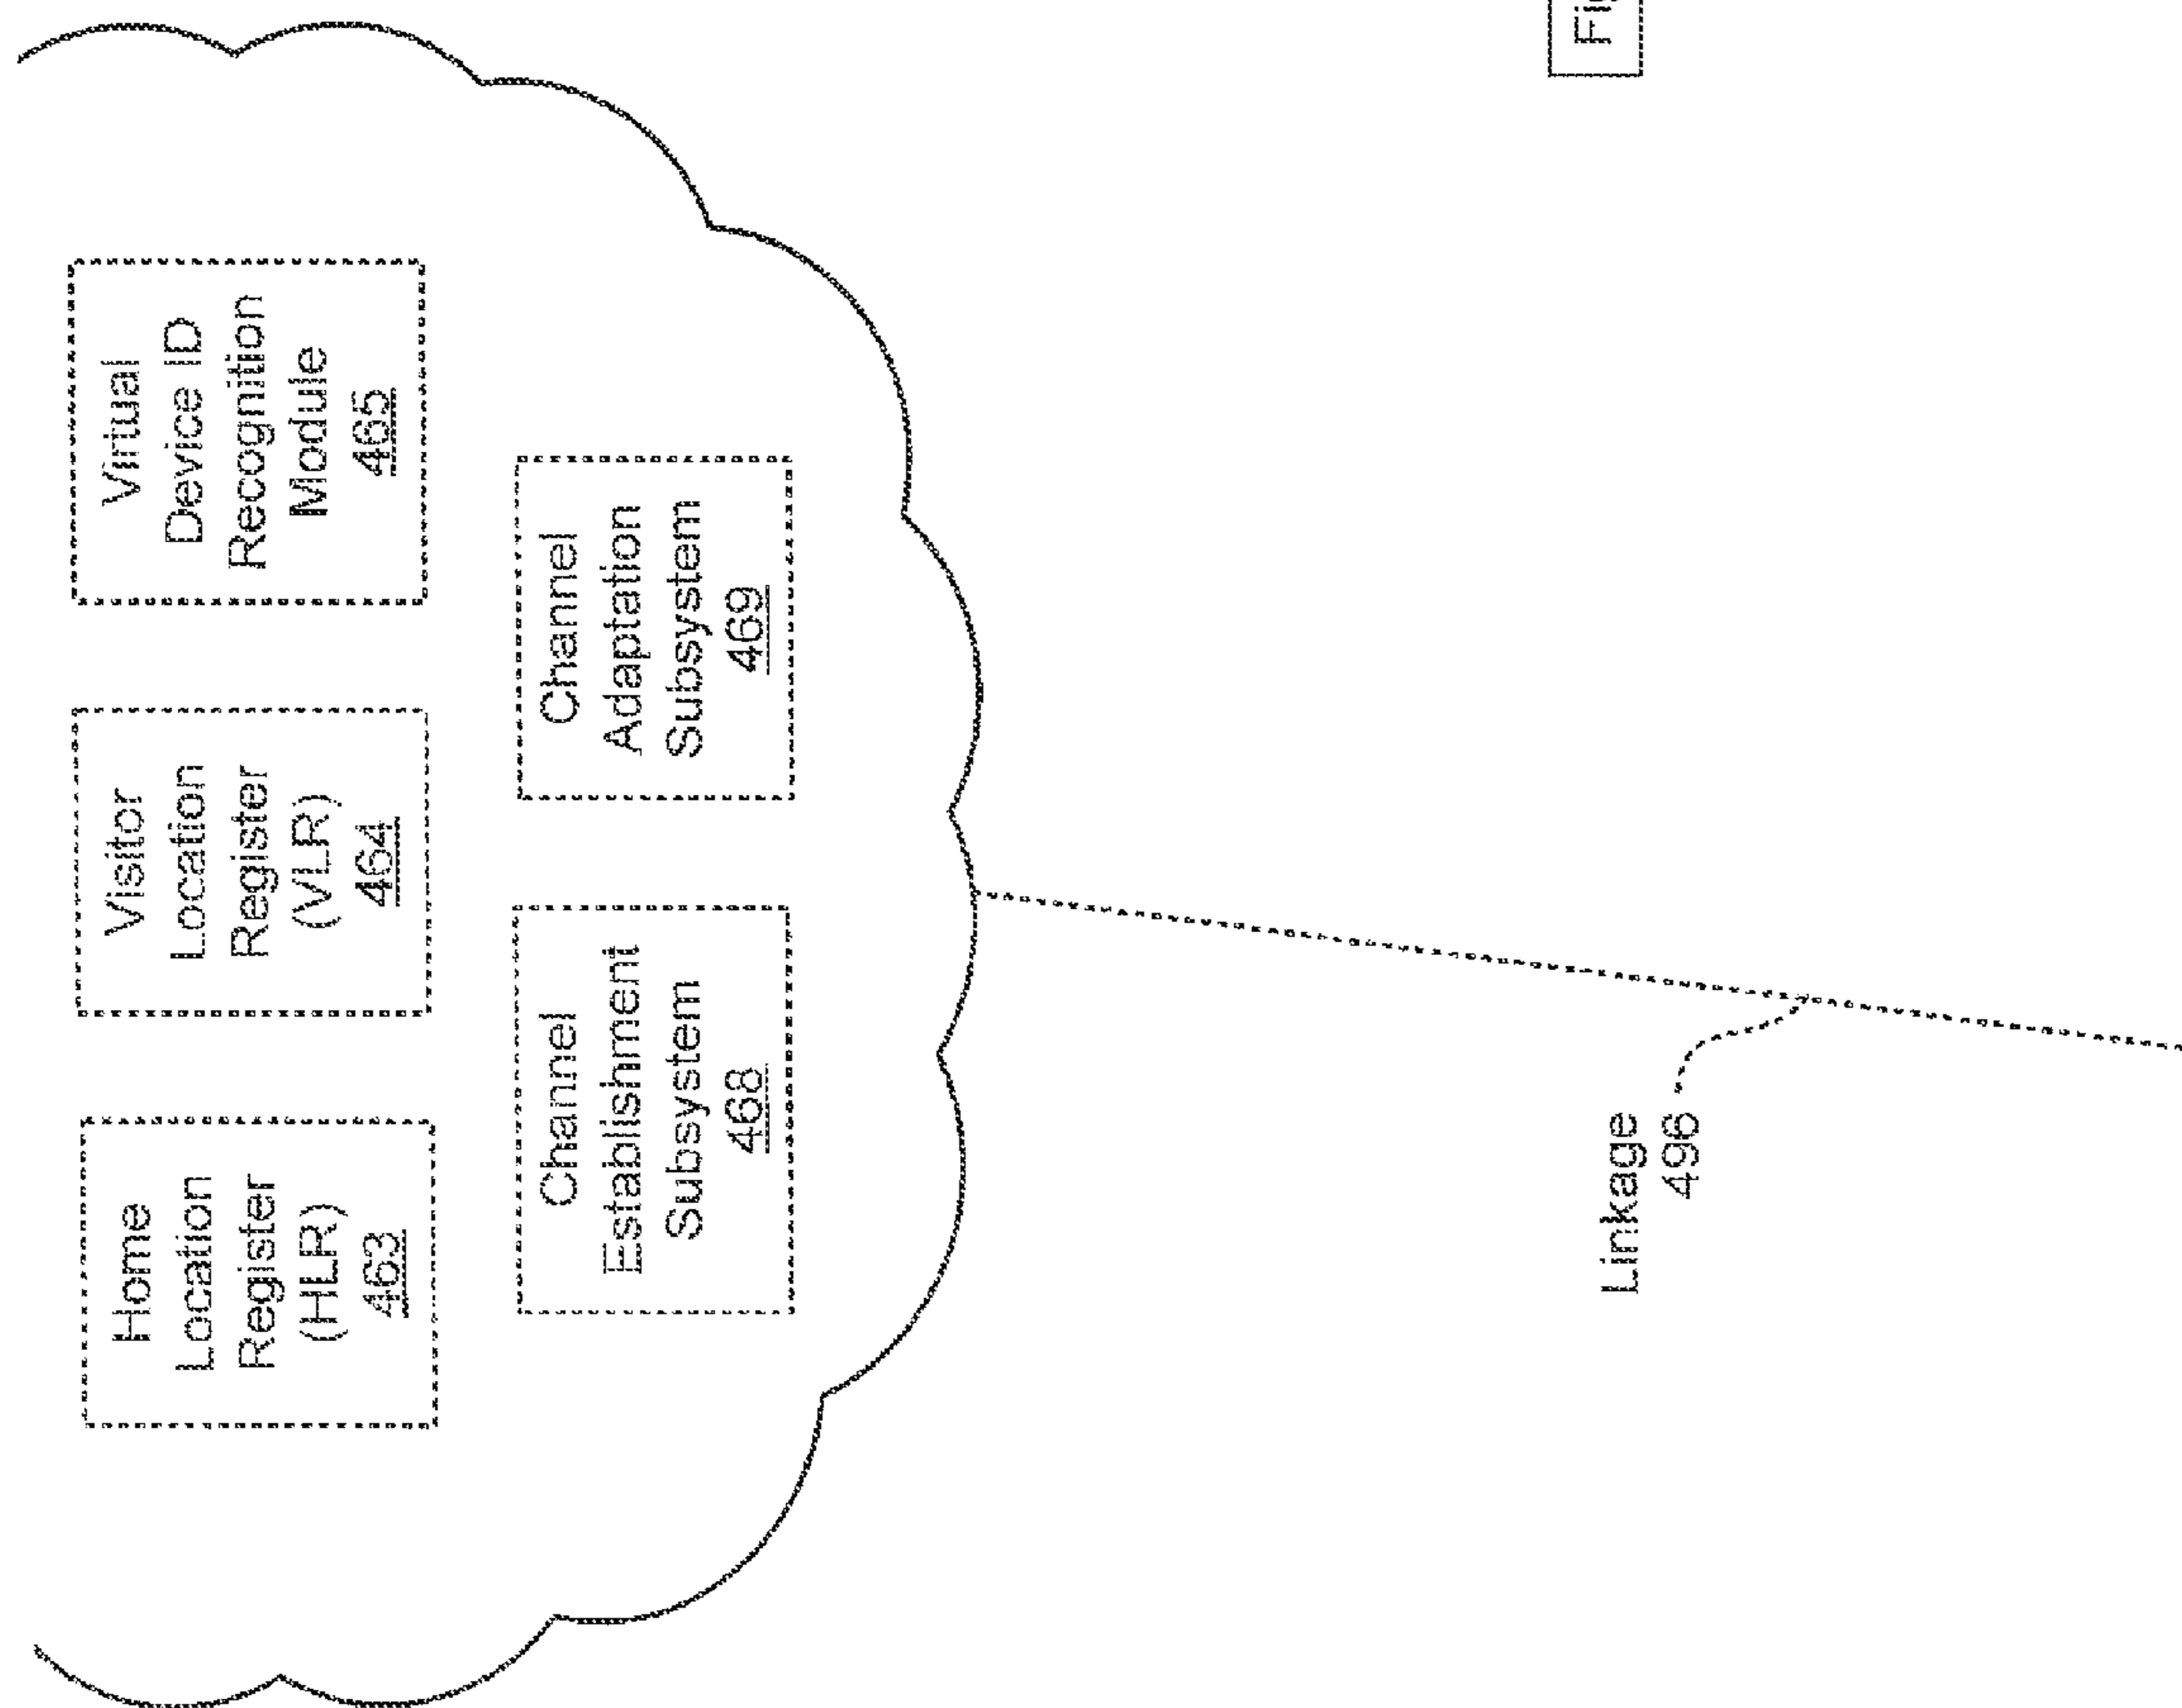 Home
Location
Register
(HLR)
463
Visitor
Location
Register
(VLR)
464
Virtual
Device ID
Recognition
Module
465
Channel
Establishment
Subsystem
468
Channel
Adaptation
Subsystem
469
Linkage
496